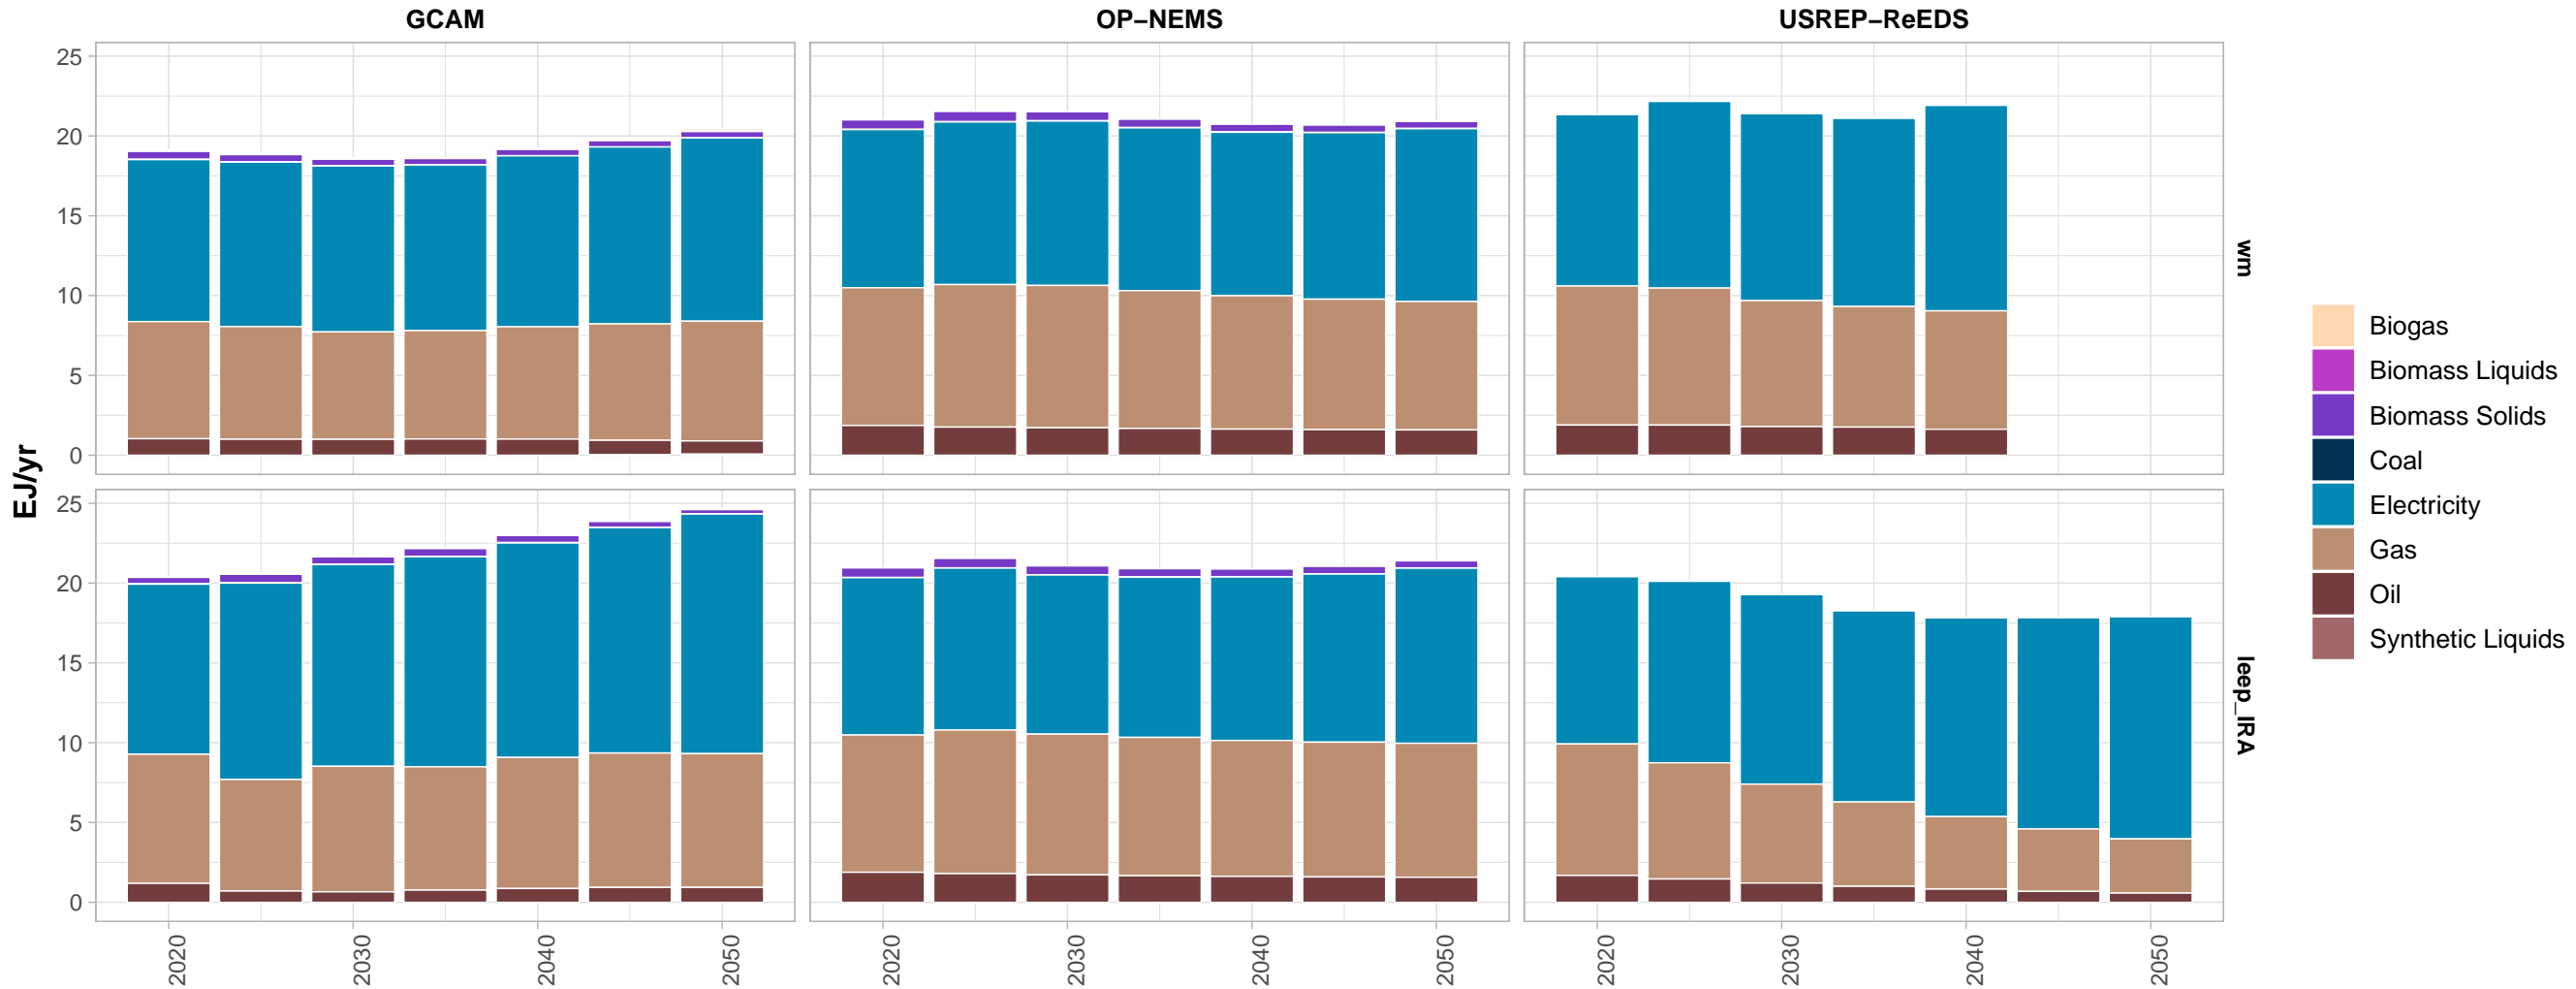 GCAM
OP−NEMS
USREP−ReEDS
EJ/yr
25
20
15
10
5
0
wm
25
20
15
10
5
0
leep_IRA
2020
2030
2040
2050
2020
2030
2040
2050
2020
2030
2040
2050
Biogas
Biomass Liquids
Biomass Solids
Coal
Electricity
Gas
Oil
Synthetic Liquids